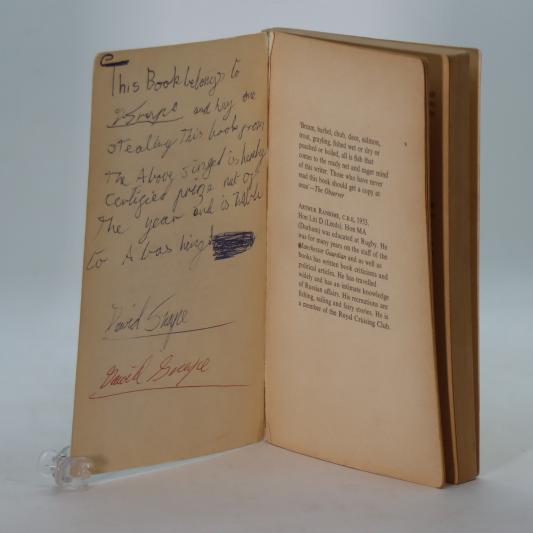 This Book belongs to
and any one
stealing This book from
The Above singed is hereby
Certified prize nut of
The year and is liable
to A bashing
David Snape
David Snape
'Bream, barbel, chub, dace, salmon,
trout, grayling, fished wet or dry or
poached or boiled, all is fish that
comes to the ready net and eager mind
of this writer. Those who have never
read this book should get a copy at
once'—The Observer
ARTHUR RANSOME, C.B.E, 1953.
Hon Litt D (Leeds), Hon MA
(Durham) was educated at Rugby. He
was for many years on the staff of the
Manchester Guardian and as well as
books has written book criticisms and
political articles. He has travelled
widely and has an intimate knowledge
of Russian affairs. His recreations are
fishing, sailing and fairy stories. He is
a member of the Royal Cruising Club.